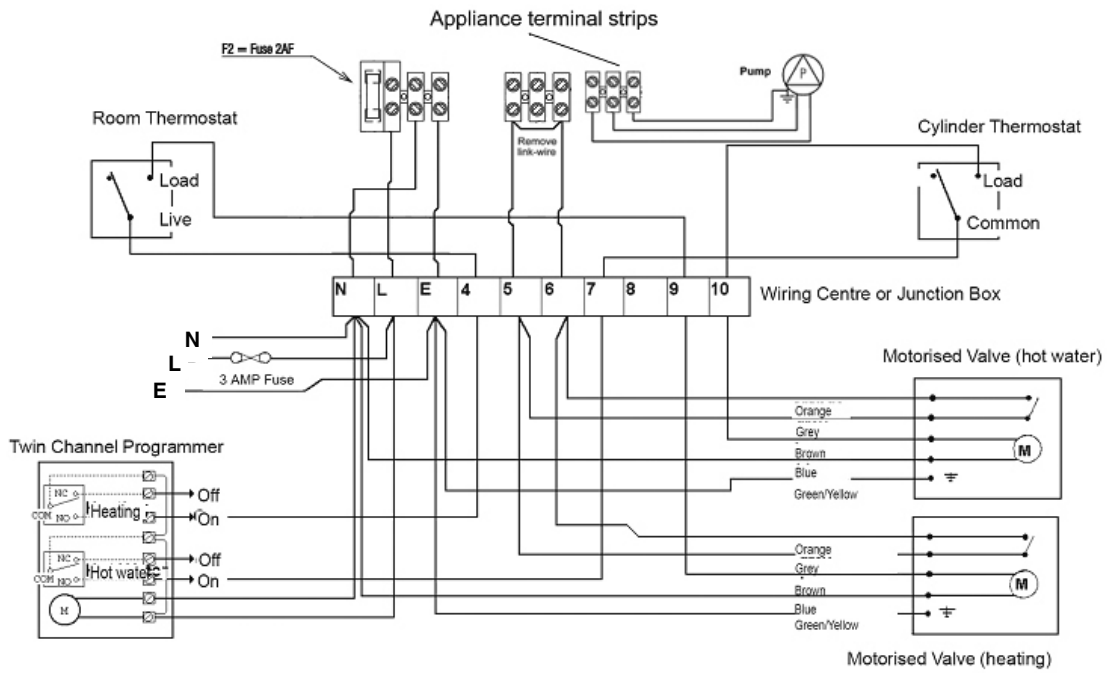 Appliance terminal strips
F2 = Fuse 2AF
Pump
P
Room Thermostat
Cylinder Thermostat
Remove
link-wire
Load
Live
Load
Common
N L E 4 5 6 7 8 9 10
Wiring Centre or Junction Box
N
L
3 AMP Fuse
E
Motorised Valve (hot water)
Orange
Grey
Brown
Blue
Green/Yellow
M
Twin Channel Programmer
NC
COM NO
Heating
Off
On
NC
COM NO
Hot water
Off
On
M
Orange
Grey
Brown
Blue
Green/Yellow
M
Motorised Valve (heating)